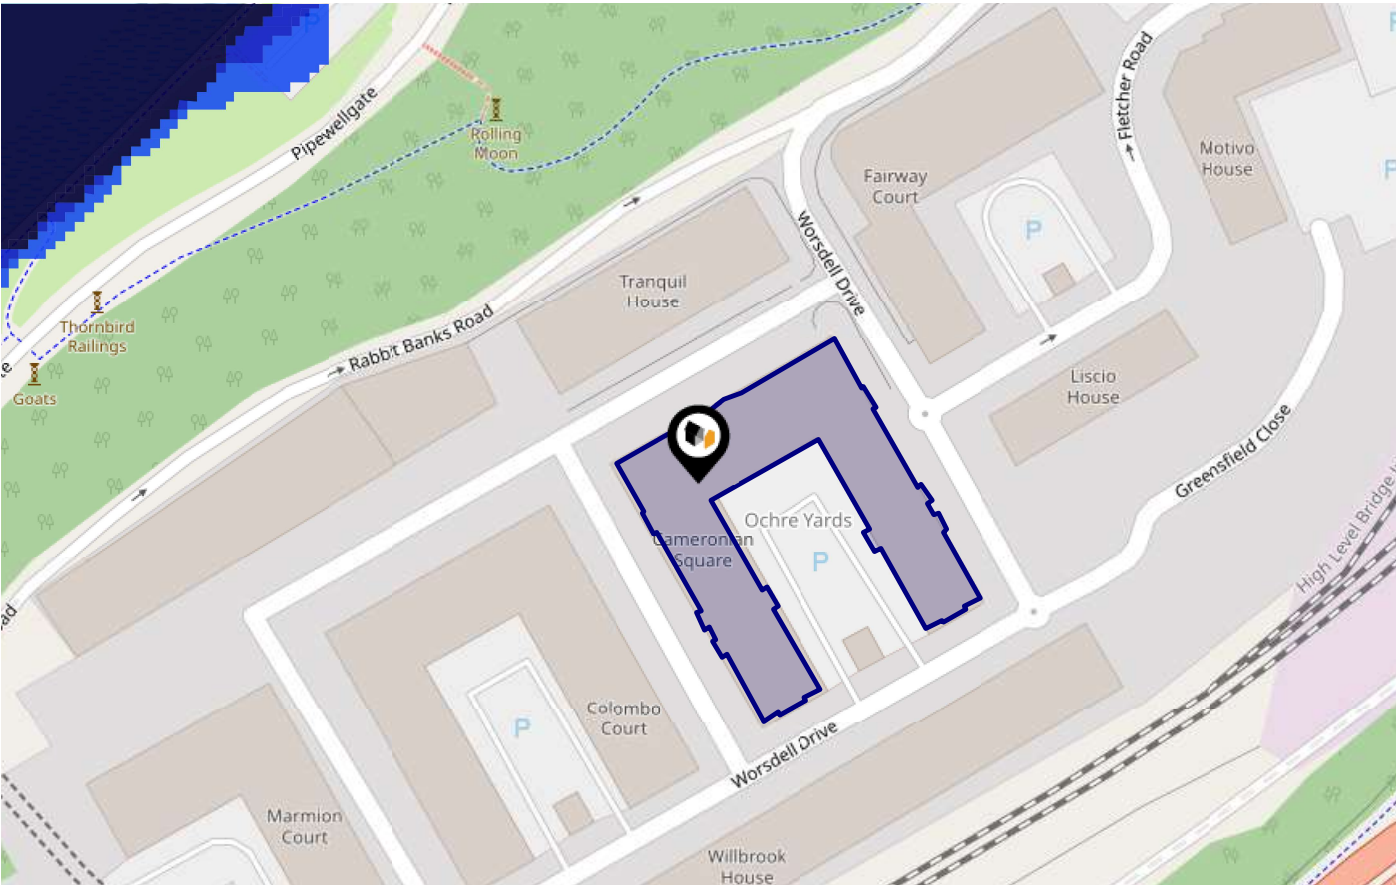 Pipewellgate
Rolling
Moon
Fletcher Road
Motivo
House
P
P
Fairway
Court
P
Worsdell Drive
Tranquil
House
Thornbird
Railings
Rabbit Banks Road
Goats
Liscio
House
Greensfield Close
Ochre Yards
Cameronian
Square
P
High Level Bridge
Colombo
Court
P
Worsdell Drive
Marmion
Court
Willbrook
House